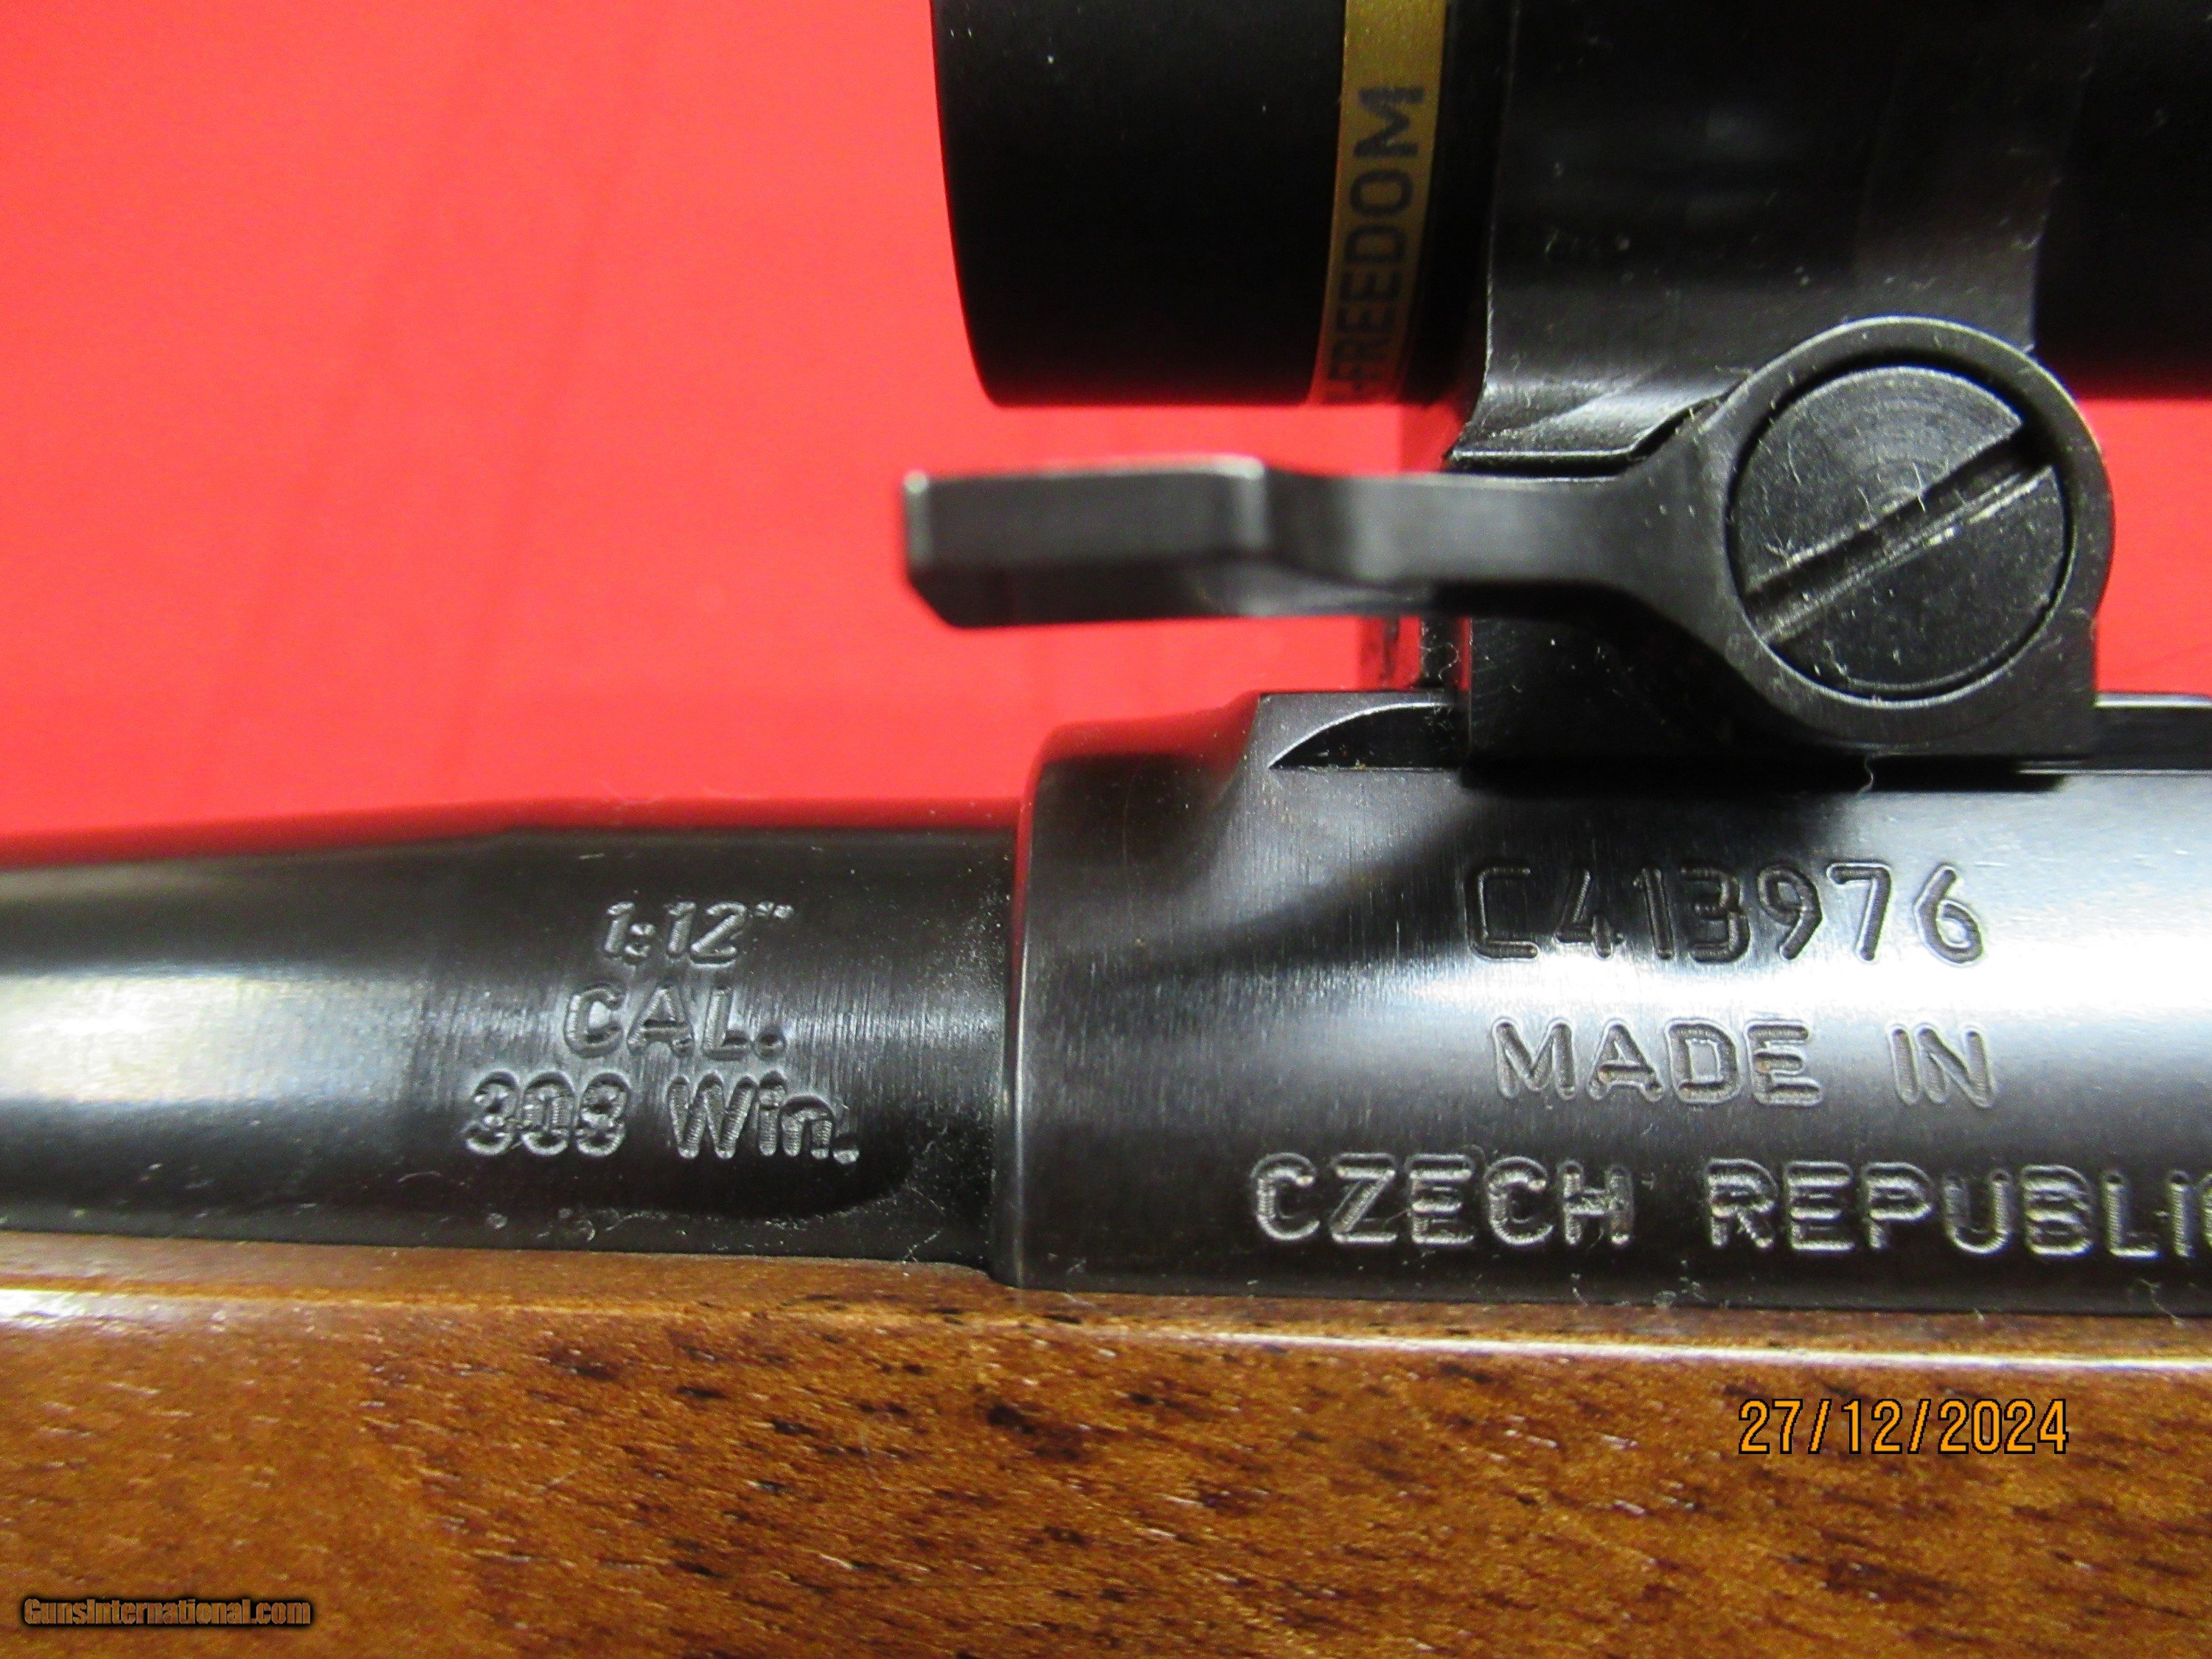 -FREEDOM
1:12"
CAL.
308 Win.
C413976
MADE IN
CZECH REPUBLIC
27/12/2024
GunsInternational.com